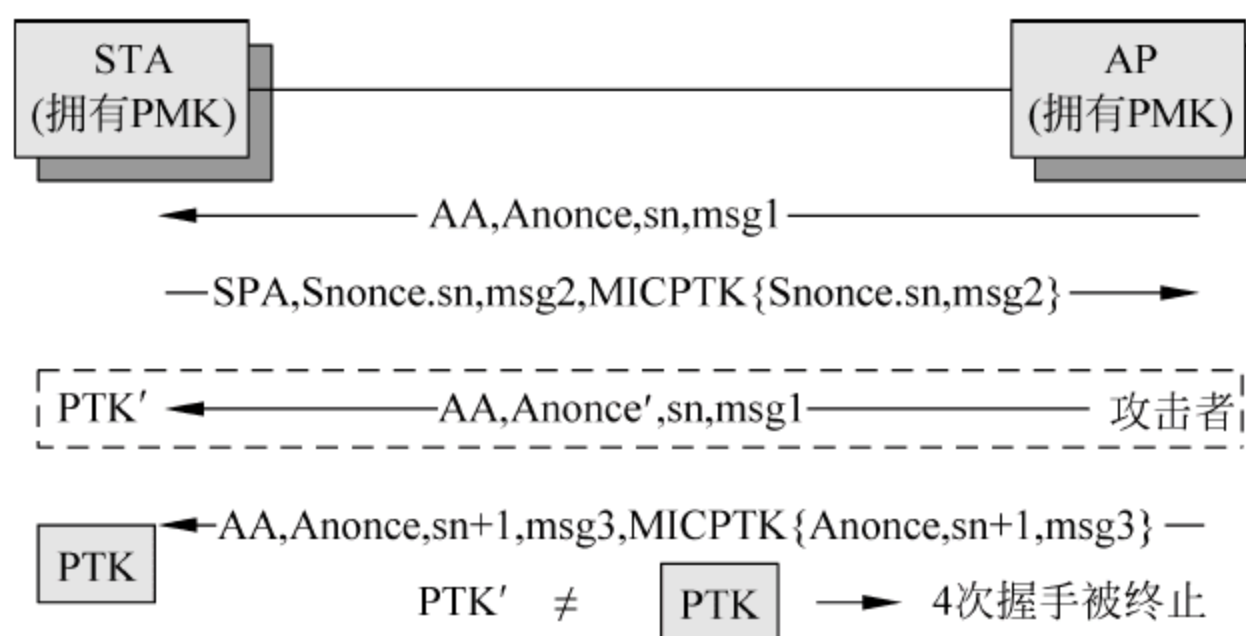 STA
(拥有PMK)
AP
(拥有PMK)
AA,Anonce,sn,msg1
SPA,Snonce.sn,msg2,MICPTK{Snonce.sn,msg2}
PTK′
AA,Anonce′,sn,msg1
攻击者
AA,Anonce,sn+1,msg3,MICPTK{Anonce,sn+1,msg3}
PTK
PTK′ ≠ PTK 4次握手被终止